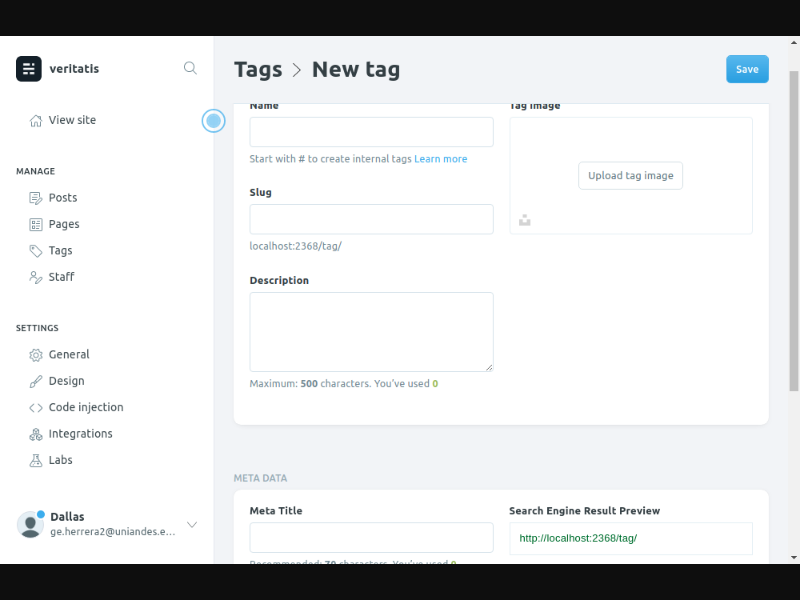 veritatis
View site
MANAGE
Posts
Pages
Tags
Staff
SETTINGS
General
Design
Code injection
Integrations
Labs
Dallas
ge.herrera2@uniandes.e...
Tags > New tag
Save
Name
Start with # to create internal tags Learn more
Slug
localhost:2368/tag/
Description
Maximum: 500 characters. You've used 0
Tag image
Upload tag image
META DATA
Meta Title
Recommended: 70 characters. You've used 0
Search Engine Result Preview
http://localhost:2368/tag/